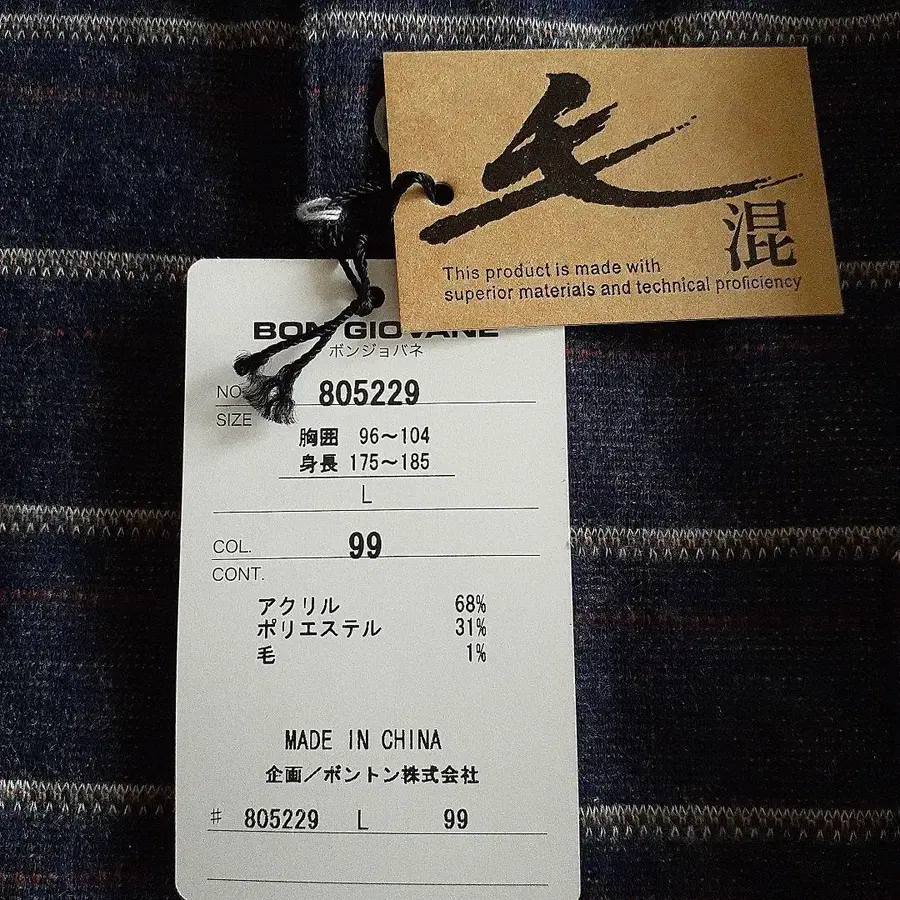 毛混
This product is made with
superior materials and technical proficiency
BON GIOVANE
ボンジョバネ
NO 805229
SIZE
胸囲 96〜104
身長 175〜185
L
COL. 99
CONT.
アクリル 68%
ポリエステル 31%
毛 1%
MADE IN CHINA
企画/ボントン株式会社
# 805229 L 99